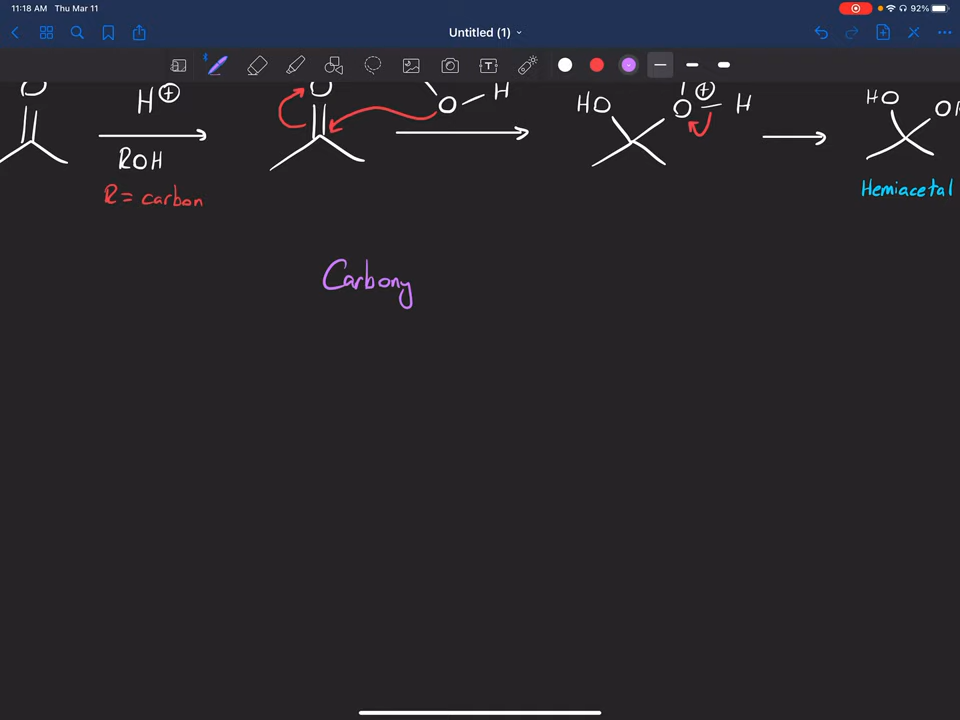 11:18 AM Thu Mar 11
92%
Untitled (1)
H⊕
ROH
R = carbon
O H
HO O⊕ H
HO
Hemiacetal
Carbony